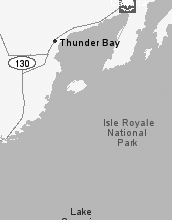 Thunder Bay
130
Isle Royale
National
Park
Lake